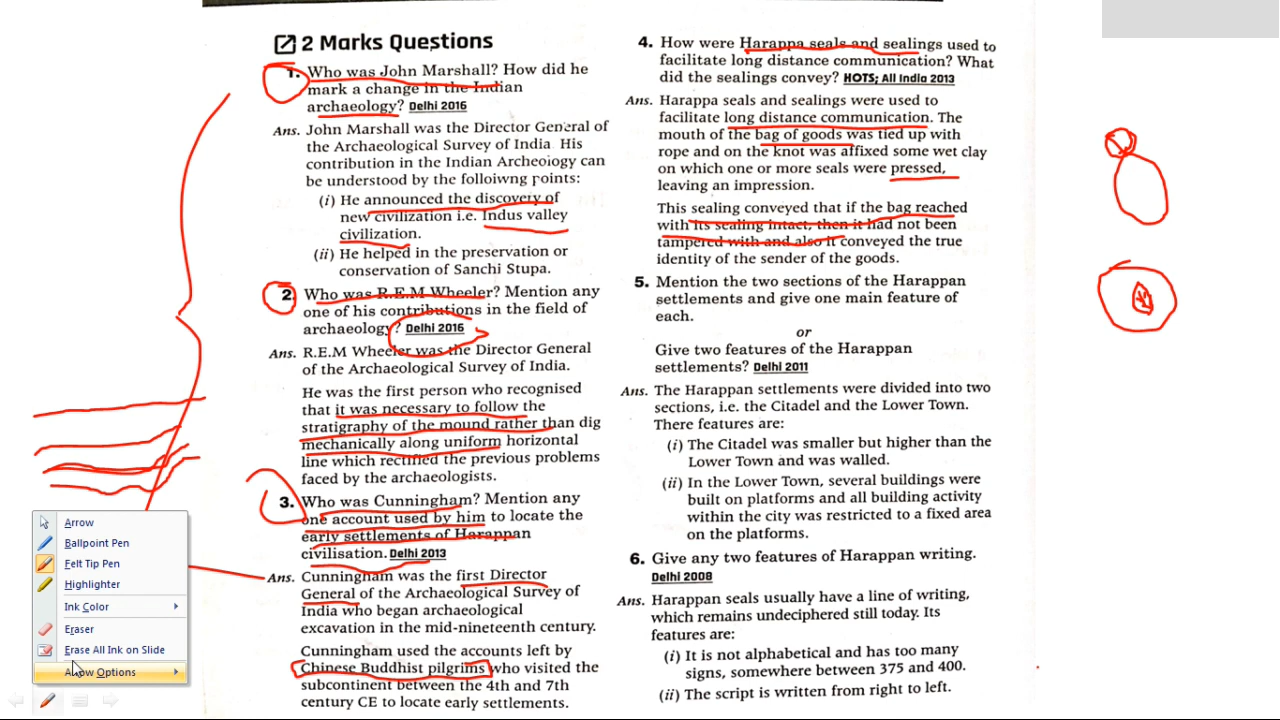 2 Marks Questions
1. Who was John Marshall? How did he
mark a change in the Indian
archaeology? Delhi 2016
Ans. John Marshall was the Director General of
the Archaeological Survey of India His
contribution in the Indian Archeology can
be understood by the folloiwng points:
(i) He announced the discovery of
new civilization i.e. Indus valley
civilization.
(ii) He helped in the preservation or
conservation of Sanchi Stupa.
2. Who was R.E.M Wheeler? Mention any
one of his contributions in the field of
archaeology? Delhi 2016
Ans. R.E.M Wheeler was the Director General
of the Archaeological Survey of India.
He was the first person who recognised
that it was necessary to follow the
stratigraphy of the mound rather than dig
mechanically along uniform horizontal
line which rectified the previous problems
faced by the archaeologists.
3. Who was Cunningham? Mention any
one account used by him to locate the
early settlements of Harappan
civilisation. Delhi 2013
Ans. Cunningham was the first Director
General of the Archaeological Survey of
India who began archaeological
excavation in the mid-nineteenth century.
Cunningham used the accounts left by
Chinese Buddhist pilgrims who visited the
subcontinent between the 4th and 7th
century CE to locate early settlements.
4. How were Harappa seals and sealings used to
facilitate long distance communication? What
did the sealings convey? HOTS; All India 2013
Ans. Harappa seals and sealings were used to
facilitate long distance communication. The
mouth of the bag of goods was tied up with
rope and on the knot was affixed some wet clay
on which one or more seals were pressed,
leaving an impression.
This sealing conveyed that if the bag reached
with its sealing intact, then it had not been
tampered with and also it conveyed the true
identity of the sender of the goods.
5. Mention the two sections of the Harappan
settlements and give one main feature of
each.
or
Give two features of the Harappan
settlements? Delhi 2011
Ans. The Harappan settlements were divided into two
sections, i.e. the Citadel and the Lower Town.
There features are:
(i) The Citadel was smaller but higher than the
Lower Town and was walled.
(ii) In the Lower Town, several buildings were
built on platforms and all building activity
within the city was restricted to a fixed area
on the platforms.
6. Give any two features of Harappan writing.
Delhi 2008
Ans. Harappan seals usually have a line of writing,
which remains undeciphered still today. Its
features are:
(i) It is not alphabetical and has too many
signs, somewhere between 375 and 400.
(ii) The script is written from right to left.
Arrow
Ballpoint Pen
Felt Tip Pen
Highlighter
Ink Color
Eraser
Erase All Ink on Slide
Arrow Options